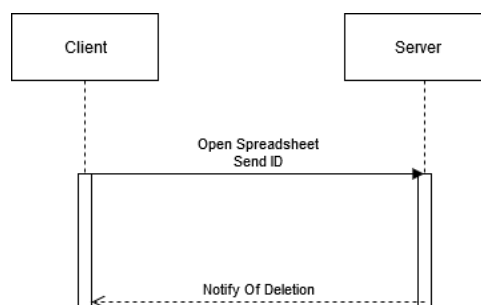 Client
Server
Open Spreadsheet
Send ID
Notify Of Deletion